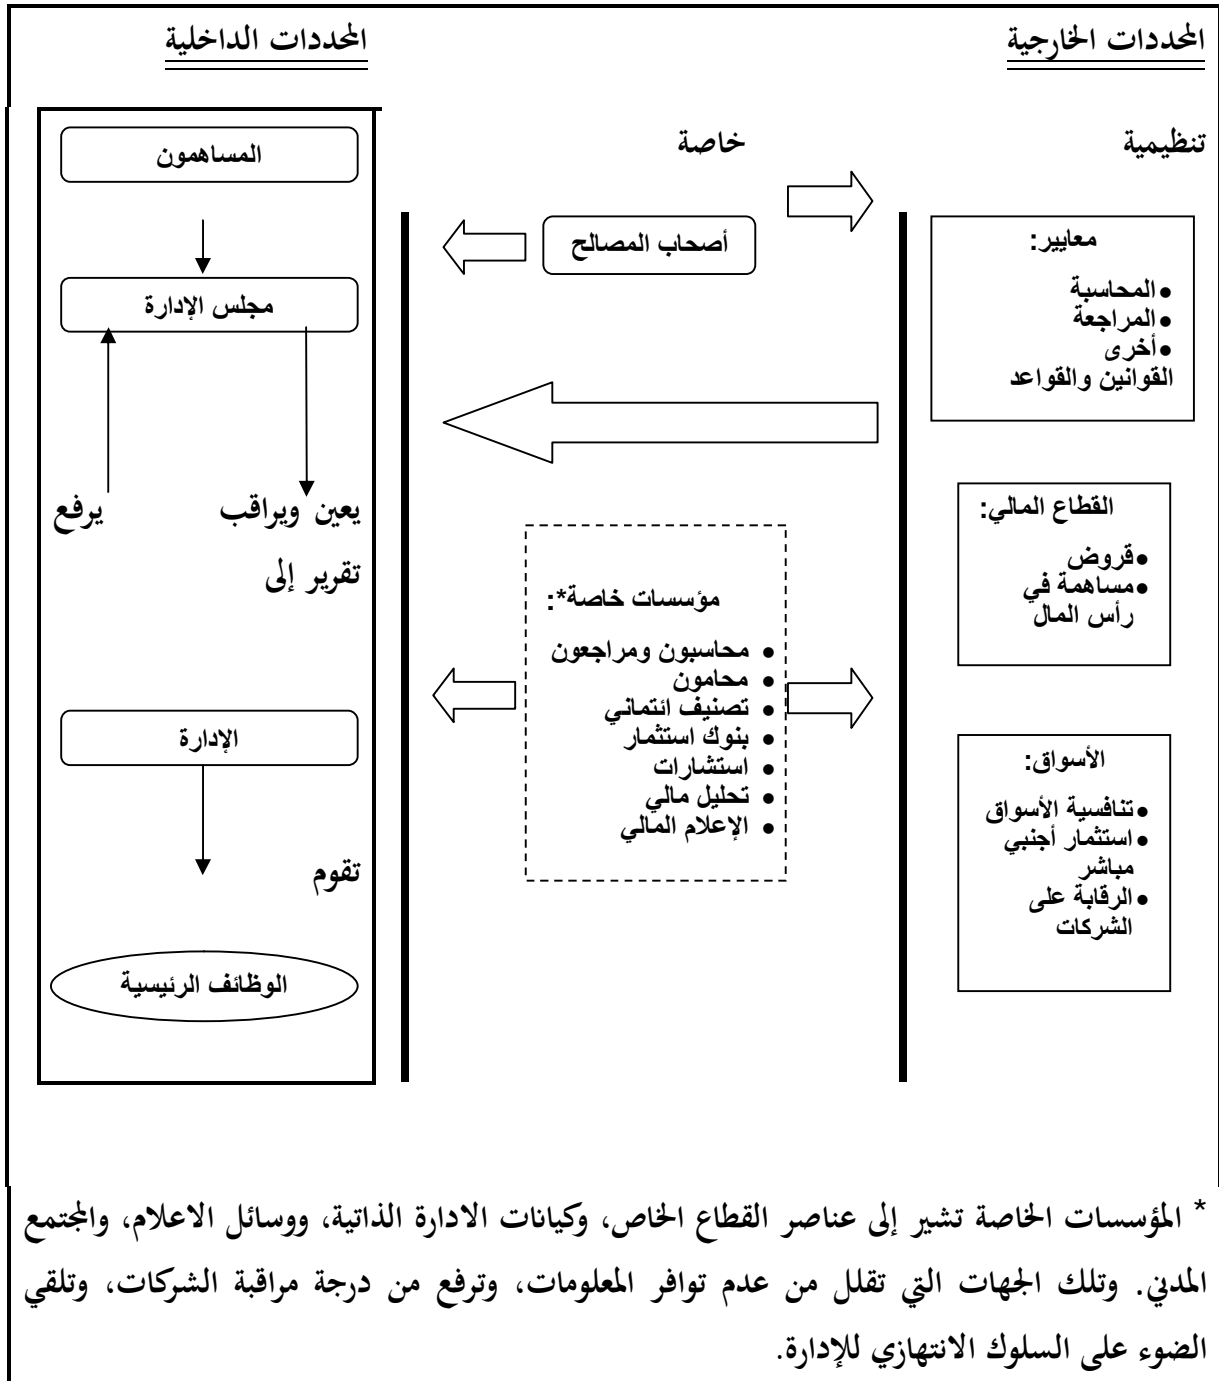 المحددات الخارجية
المحددات الداخلية
تنظيمية
خاصة
معايير:
•المحاسبة
•المراجعة
•أخرى
القوانين والقواعد
القطاع المالي:
•قروض
•مساهمة في
رأس المال
الأسواق:
•تنافسية الأسواق
•استثمار أجنبي
مباشر
•الرقابة على
الشركات
أصحاب المصالح
مؤسسات خاصة*:
• محاسبون ومراجعون
• محامون
• تصنيف ائتماني
• بنوك استثمار
• استشارات
• تحليل مالي
• الإعلام المالي
المساهمون
مجلس الإدارة
يعين ويراقب يرفع
تقرير إلى
الإدارة
تقوم
الوظائف الرئيسية
* المؤسسات الخاصة تشير إلى عناصر القطاع الخاص، وكيانات الادارة الذاتية، ووسائل الاعلام، والمجتمع
المدني. وتلك الجهات التي تقلل من عدم توافر المعلومات، وترفع من درجة مراقبة الشركات، وتلقي
الضوء على السلوك الانتهازي للإدارة.